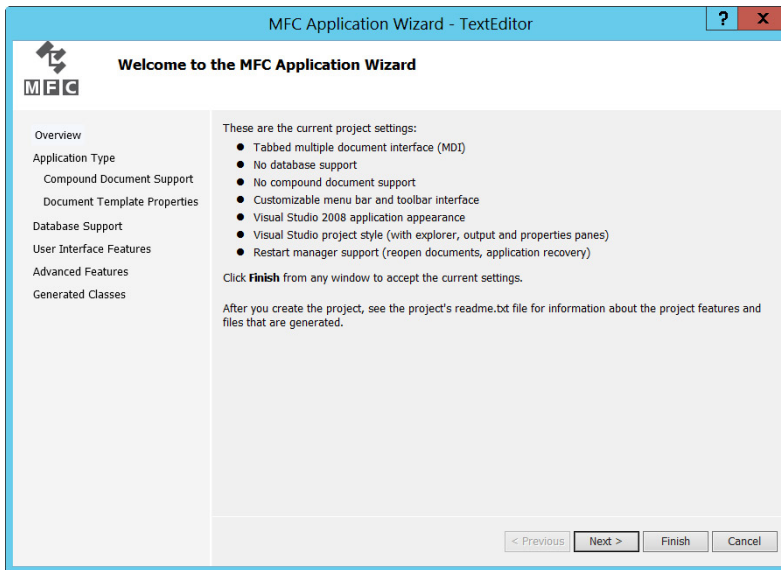 MFC Application Wizard - TextEditor
? X
MFC
Welcome to the MFC Application Wizard
Overview
Application Type
Compound Document Support
Document Template Properties
Database Support
User Interface Features
Advanced Features
Generated Classes
These are the current project settings:
● Tabbed multiple document interface (MDI)
● No database support
● No compound document support
● Customizable menu bar and toolbar interface
● Visual Studio 2008 application appearance
● Visual Studio project style (with explorer, output and properties panes)
● Restart manager support (reopen documents, application recovery)
Click Finish from any window to accept the current settings.
After you create the project, see the project's readme.txt file for information about the project features and
files that are generated.
< Previous Next > Finish Cancel